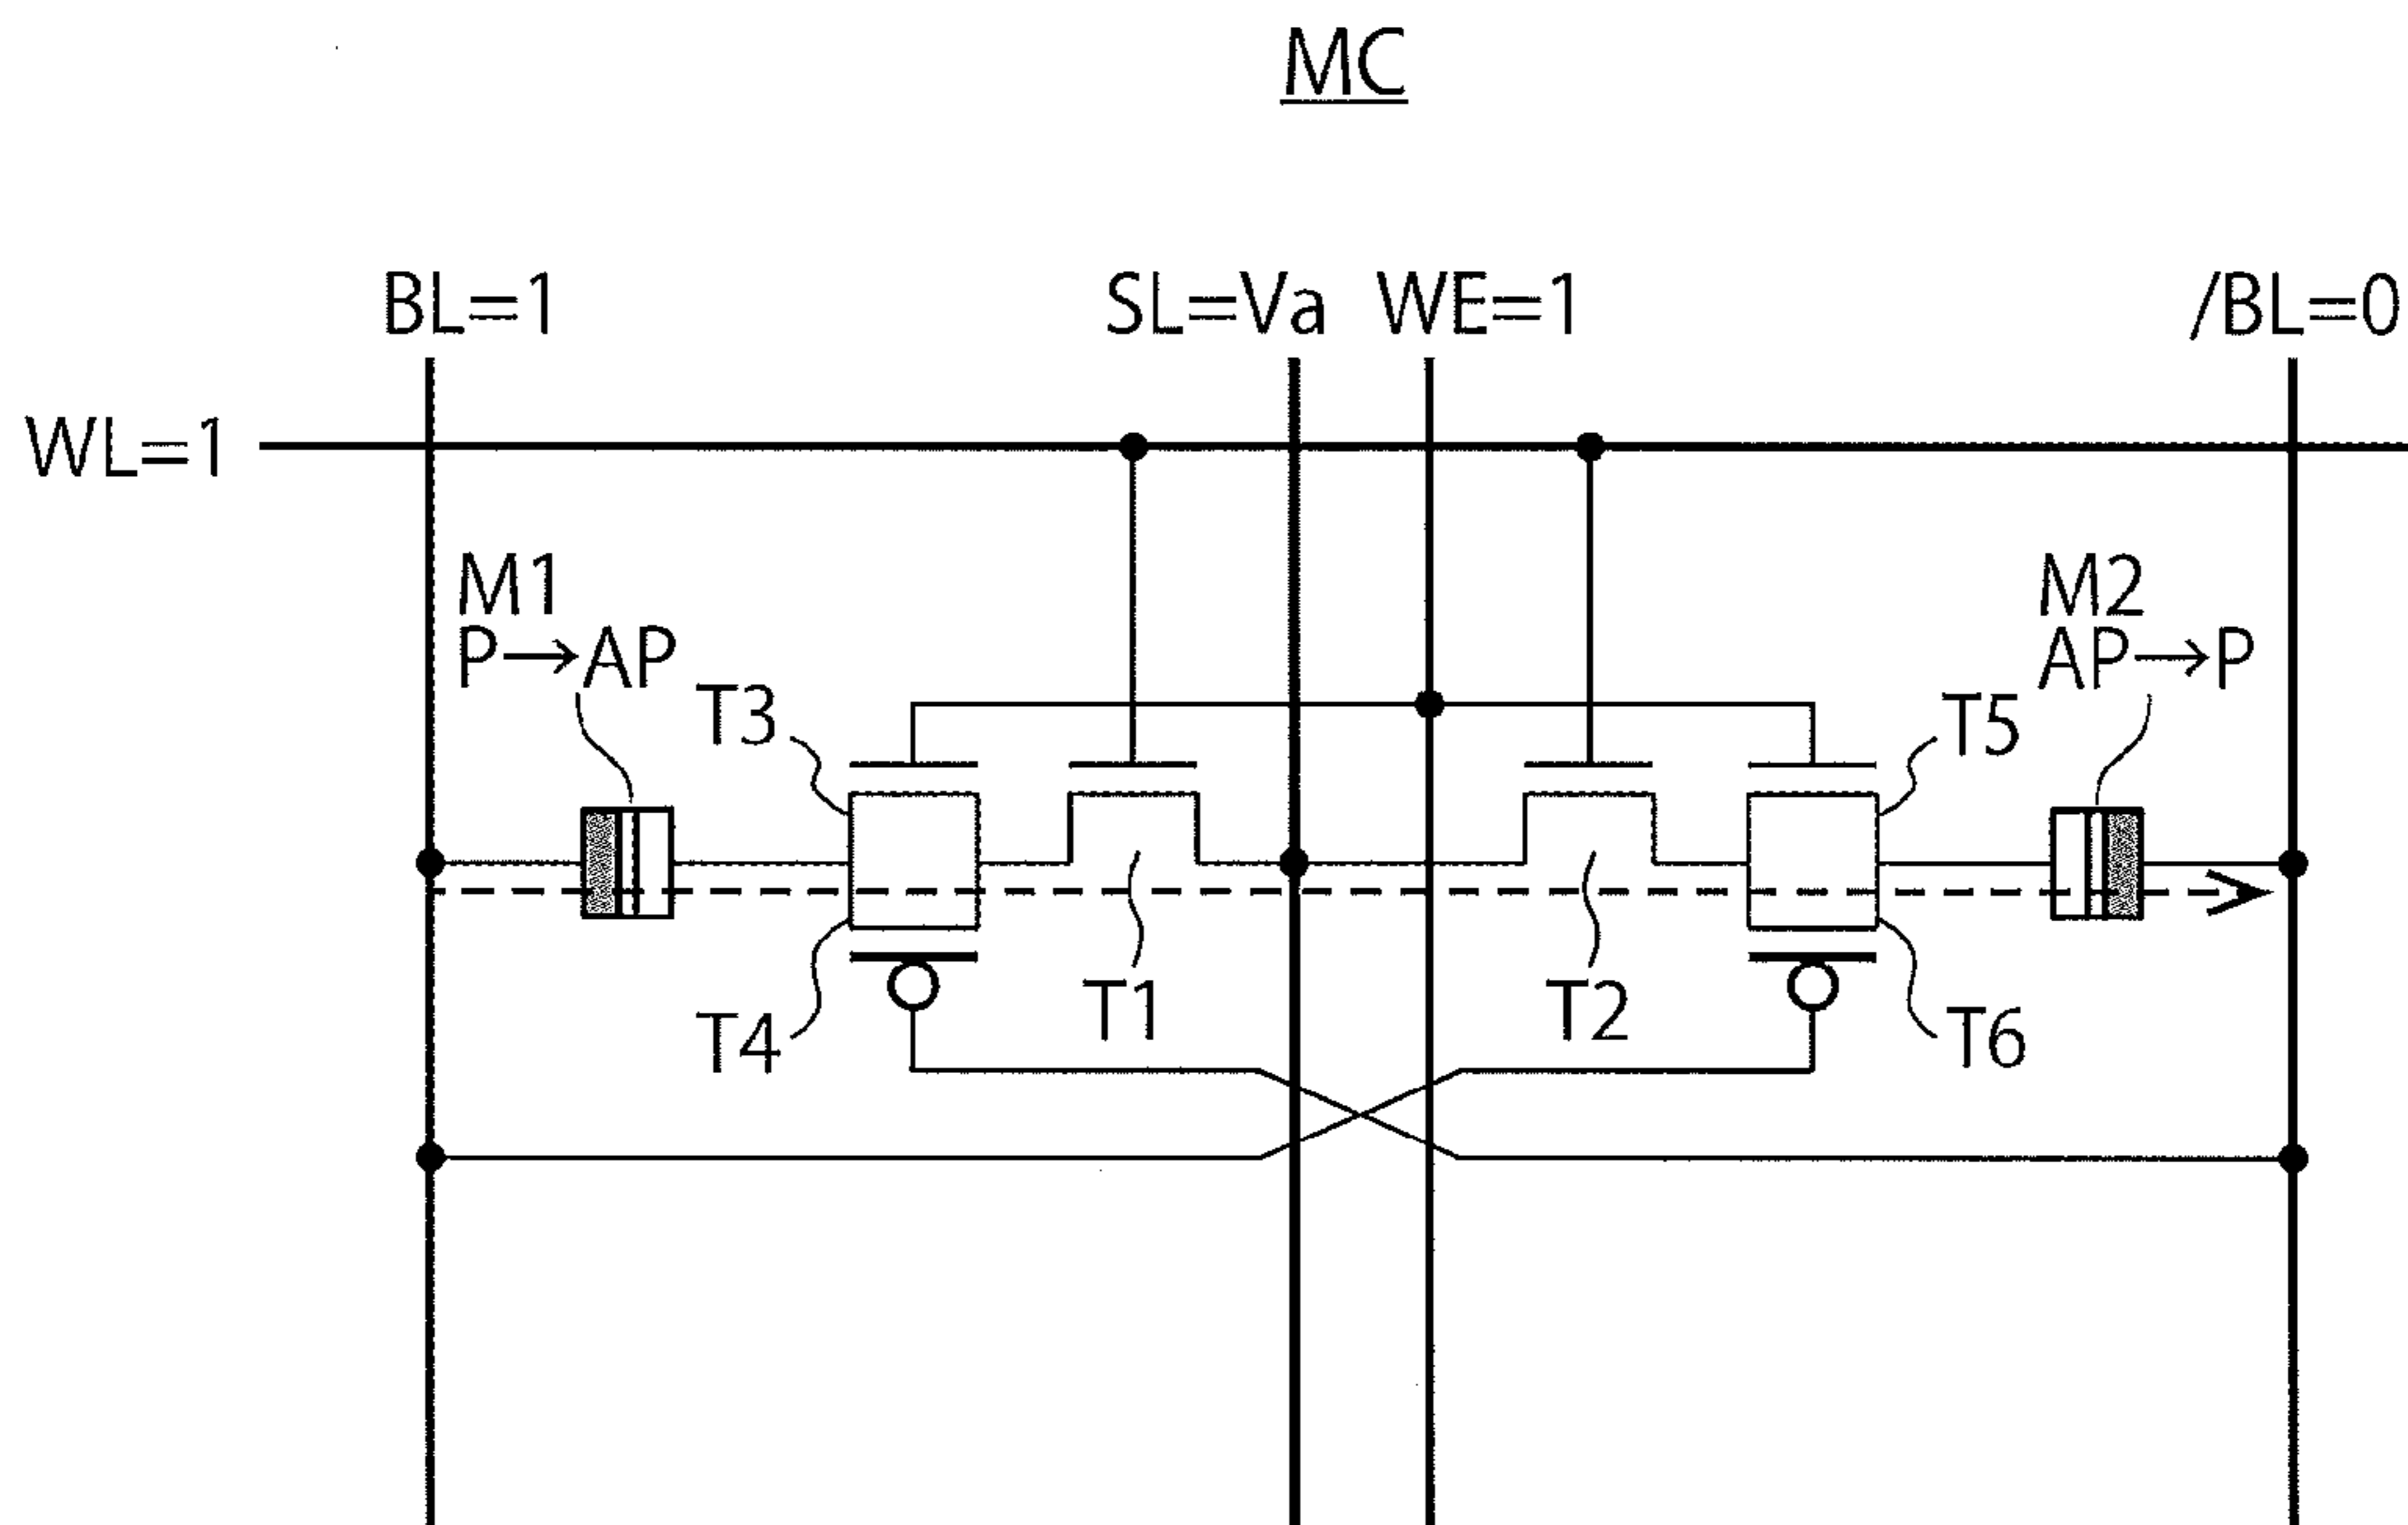 MC
BL=1 SL=Va WE=1 /BL=0
WL=1
M1
P→AP
M2
AP→P
T3
T5
T4
T1
T2
T6